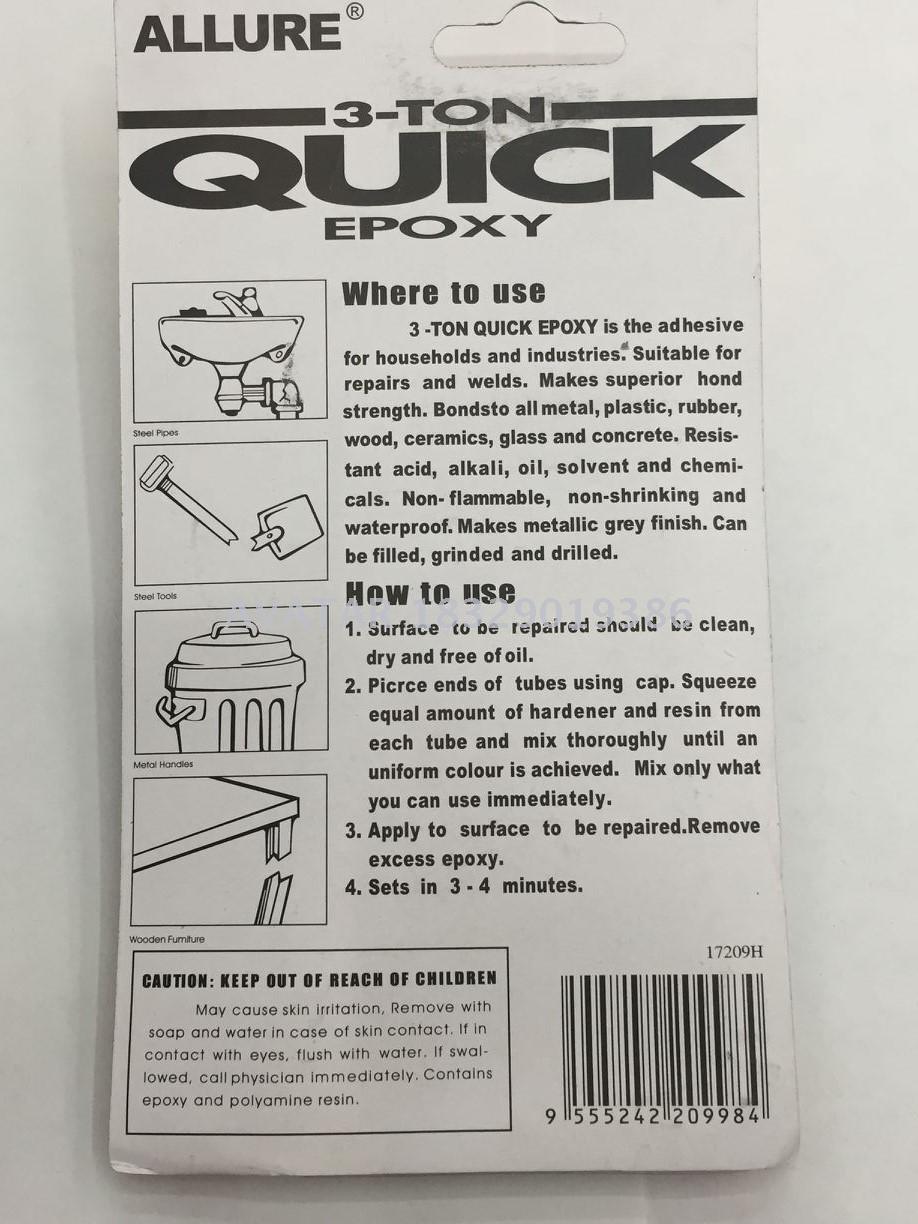 ALLURE®
3-TON
QUICK
EPOXY
Where to use
3 -TON QUICK EPOXY is the adhesive
for households and industries. Suitable for
repairs and welds. Makes superior hond
strength. Bondsto all metal, plastic, rubber,
wood, ceramics, glass and concrete. Resis-
tant acid, alkali, oil, solvent and chemi-
cals. Non- flammable, non-shrinking and
waterproof. Makes metallic grey finish. Can
be filled, grinded and drilled.
Steel Pipes
Steel Tools
Metal Handles
Wooden Furniture
How to use
AVATAR 18329019386
1. Surface to be repaired should be clean,
dry and free of oil.
2. Picrce ends of tubes using cap. Squeeze
equal amount of hardener and resin from
each tube and mix thoroughly until an
uniform colour is achieved. Mix only what
you can use immediately.
3. Apply to surface to be repaired.Remove
excess epoxy.
4. Sets in 3 - 4 minutes.
CAUTION: KEEP OUT OF REACH OF CHILDREN
May cause skin irritation, Remove with
soap and water in case of skin contact. If in
contact with eyes, flush with water. If swal-
lowed, call physician immediately. Contains
epoxy and polyamine resin.
17209H
9 555242 209984